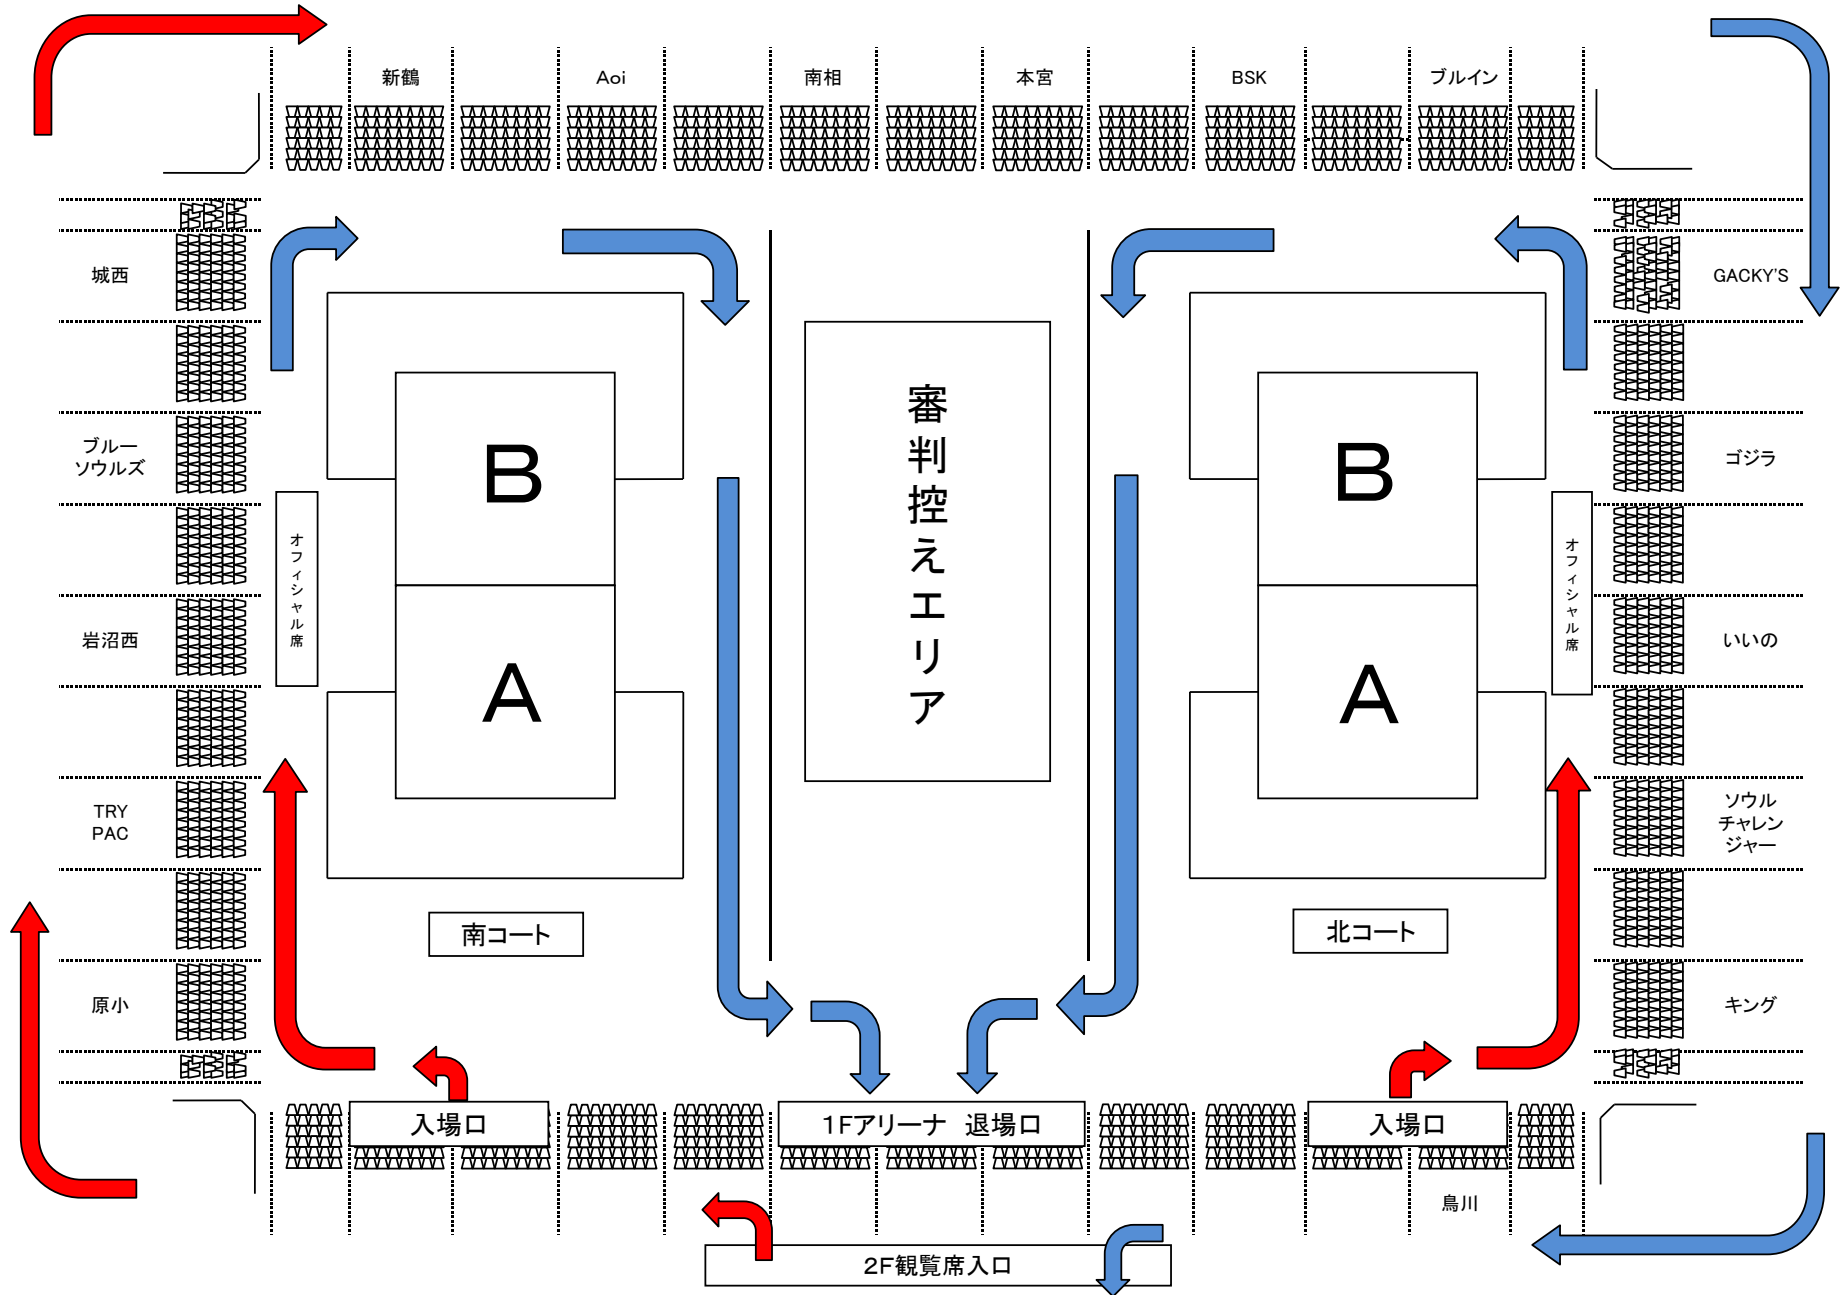 新鶴
Aoi
南相
本宮
BSK
ブルイン
城西
GACKY'S
ブルー
ソウルズ
ゴジラ
岩沼西
いいの
TRY
PAC
ソウル
チャレン
ジャー
原小
キング
オフィシャル席
オフィシャル席
B
A
審判控えエリア
B
A
南コート
北コート
入場口
1Fアリーナ 退場口
入場口
鳥川
2F観覧席入口